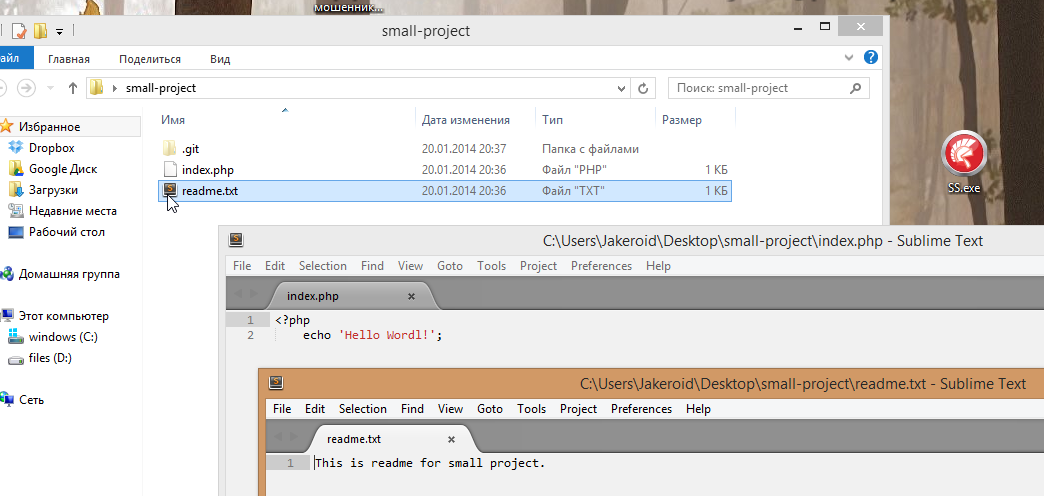 мошенник...
small-project
айл Главная Поделиться Вид
small-project
Поиск: small-project
Имя Дата изменения Тип Размер
Избранное
Dropbox
Google Диск
Загрузки
Недавние места
Рабочий стол
Домашняя группа
Этот компьютер
windows (C:)
files (D:)
Сеть
.git 20.01.2014 20:37 Папка с файлами
index.php 20.01.2014 20:36 Файл "PHP" 1 КБ
readme.txt 20.01.2014 20:36 Файл "TXT" 1 КБ
SS.exe
C:\Users\Jakeroid\Desktop\small-project\index.php - Sublime Text
File Edit Selection Find View Goto Tools Project Preferences Help
index.php
1 <?php
2 echo 'Hello Wordl!';
C:\Users\Jakeroid\Desktop\small-project\readme.txt - Sublime Text
File Edit Selection Find View Goto Tools Project Preferences Help
readme.txt
1 This is readme for small project.